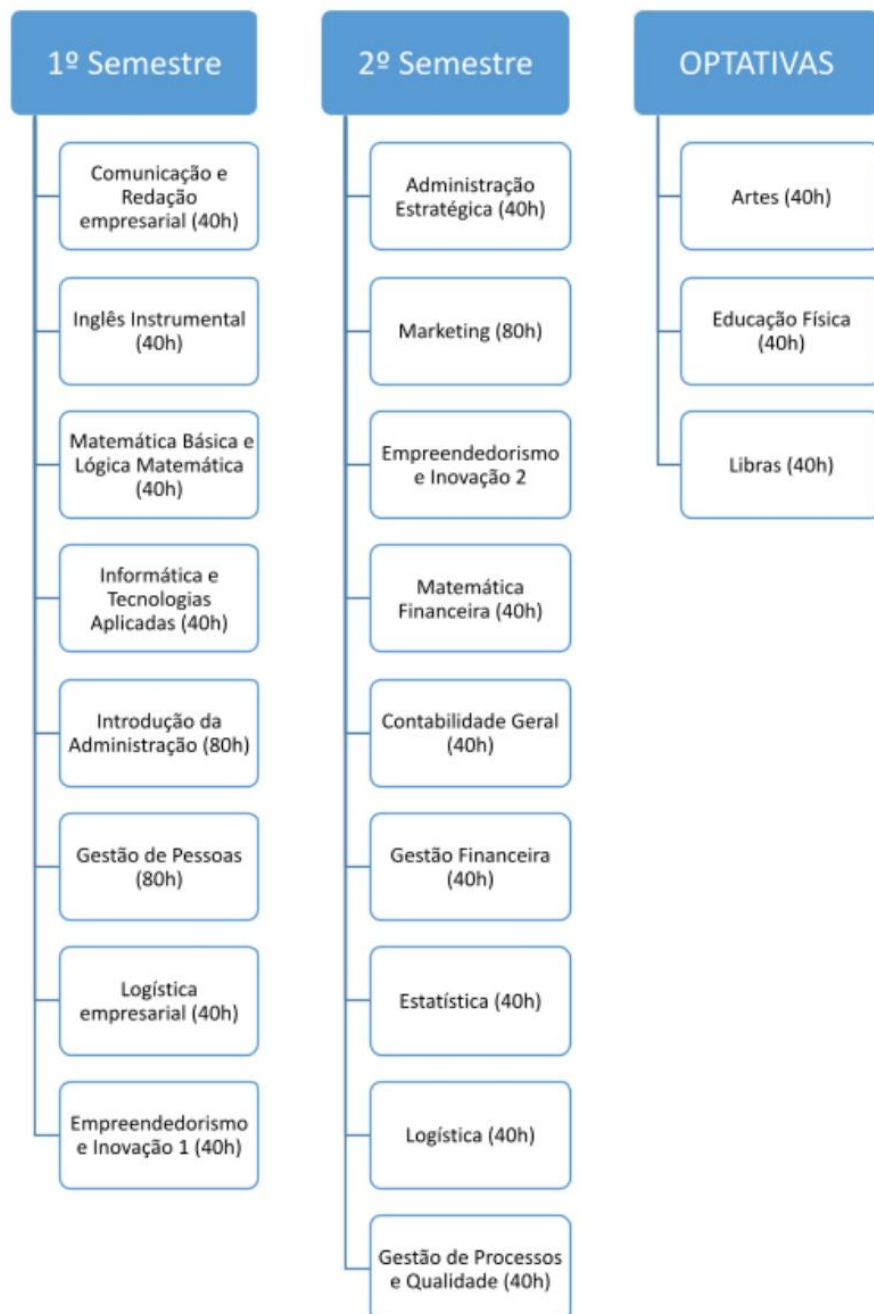 1º Semestre
Comunicação e
Redação
empresarial (40h)
Inglês Instrumental
(40h)
Matemática Básica e
Lógica Matemática
(40h)
Informática e
Tecnologias
Aplicadas (40h)
Introdução da
Administração (80h)
Gestão de Pessoas
(80h)
Logística
empresarial (40h)
Empreendedorismo
e Inovação 1 (40h)
2º Semestre
Administração
Estratégica (40h)
Marketing (80h)
Empreendedorismo
e Inovação 2
Matemática
Financeira (40h)
Contabilidade Geral
(40h)
Gestão Financeira
(40h)
Estatística (40h)
Logística (40h)
Gestão de Processos
e Qualidade (40h)
OPTATIVAS
Artes (40h)
Educação Física
(40h)
Libras (40h)